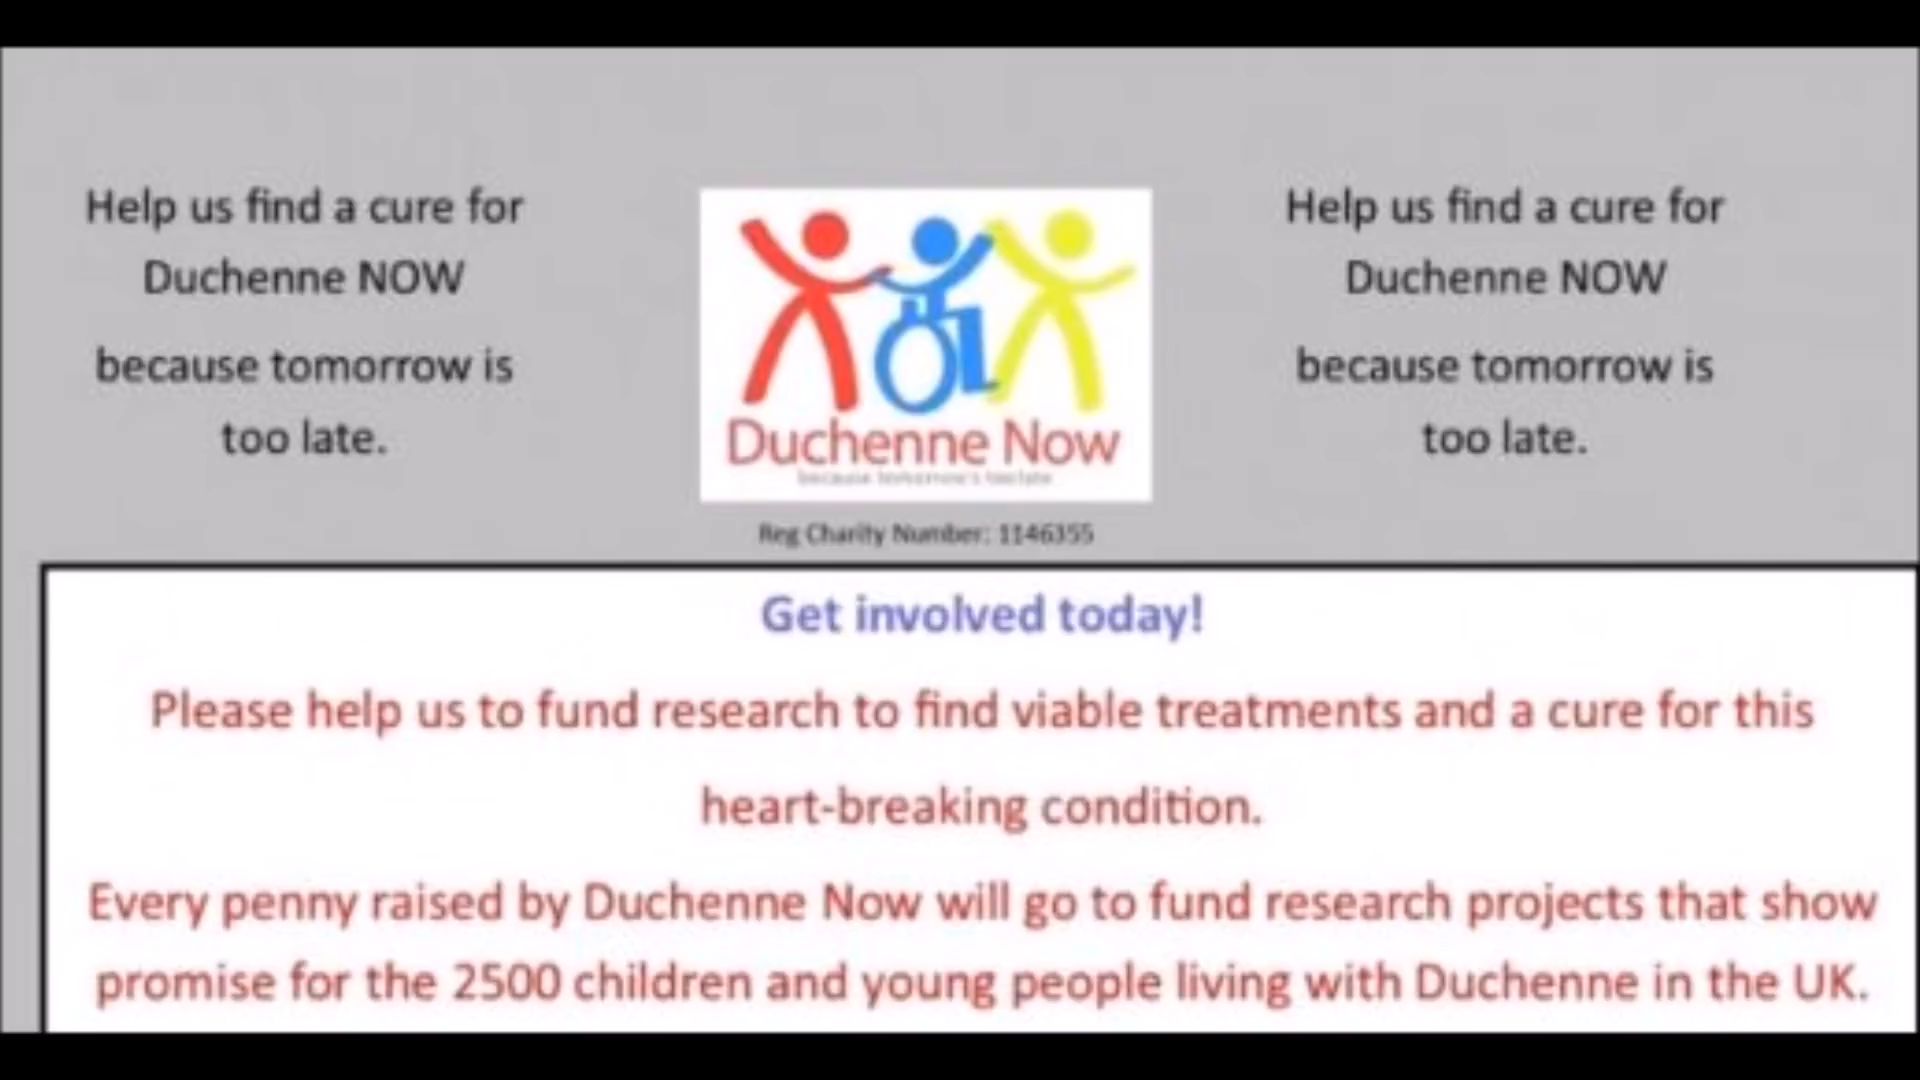 Help us find a cure for
Duchenne NOW
because tomorrow is
too late.
Duchenne Now
because tomorrow's too late
Reg Charity Number: 1146355
Help us find a cure for
Duchenne NOW
because tomorrow is
too late.
Get involved today!
Please help us to fund research to find viable treatments and a cure for this
heart-breaking condition.
Every penny raised by Duchenne Now will go to fund research projects that show
promise for the 2500 children and young people living with Duchenne in the UK.